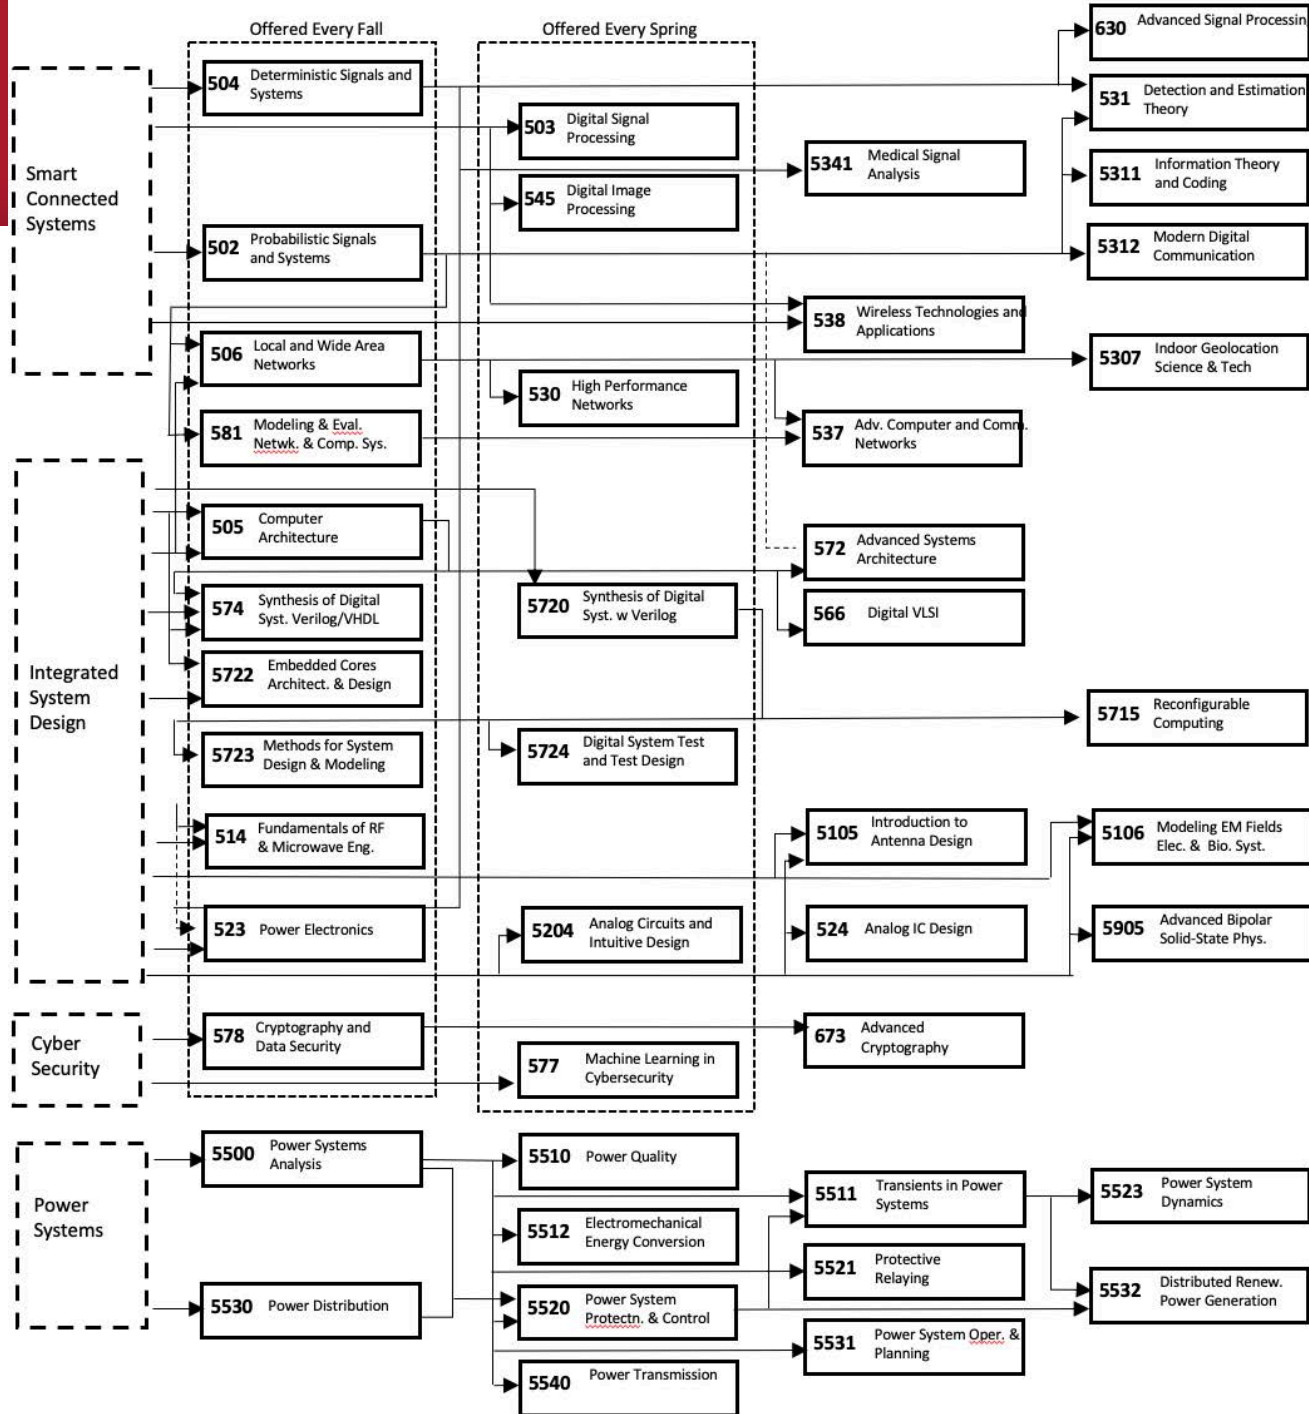 Offered Every Fall
Offered Every Spring
630 Advanced Signal Processin
504 Deterministic Signals and
Systems
531 Detection and Estimation
Theory
503 Digital Signal
Processing
5341 Medical Signal
Analysis
5311 Information Theory
and Coding
Smart
Connected
Systems
545 Digital Image
Processing
502 Probabilistic Signals
and Systems
5312 Modern Digital
Communication
538 Wireless Technologies and
Applications
506 Local and Wide Area
Networks
5307 Indoor Geolocation
Science & Tech
530 High Performance
Networks
581 Modeling & Eval.
Netwk. & Comp. Sys.
537 Adv. Computer and Comm.
Networks
505 Computer
Architecture
572 Advanced Systems
Architecture
574 Synthesis of Digital
Syst. Verilog/VHDL
5720 Synthesis of Digital
Syst. w Verilog
566 Digital VLSI
Integrated
System
Design
5722 Embedded Cores
Architect. & Design
5715 Reconfigurable
Computing
5723 Methods for System
Design & Modeling
5724 Digital System Test
and Test Design
514 Fundamentals of RF
& Microwave Eng.
5105 Introduction to
Antenna Design
5106 Modeling EM Fields
Elec. & Bio. Syst.
523 Power Electronics
5204 Analog Circuits and
Intuitive Design
524 Analog IC Design
5905 Advanced Bipolar
Solid-State Phys.
Cyber
Security
578 Cryptography and
Data Security
673 Advanced
Cryptography
577 Machine Learning in
Cybersecurity
Power
Systems
5500 Power Systems
Analysis
5510 Power Quality
5511 Transients in Power
Systems
5523 Power System
Dynamics
5512 Electromechanical
Energy Conversion
5521 Protective
Relaying
5530 Power Distribution
5520 Power System
Protectn. & Control
5532 Distributed Renew.
Power Generation
5531 Power System Oper. &
Planning
5540 Power Transmission